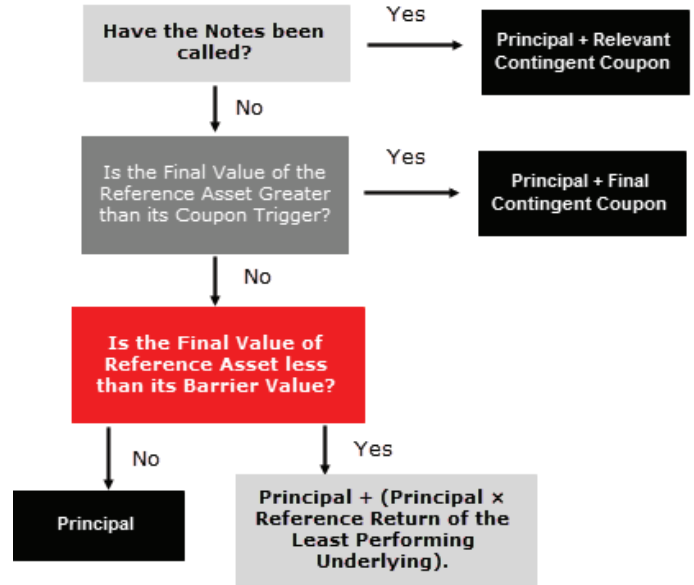 Have the Notes been
called?
Yes
Principal + Relevant
Contingent Coupon
No
Is the Final Value of the
Reference Asset Greater
than its Coupon Trigger?
Yes
Principal + Final
Contingent Coupon
No
Is the Final Value of
Reference Asset less
than its Barrier Value?
No
Yes
Principal
Principal + (Principal ×
Reference Return of the
Least Performing
Underlying).